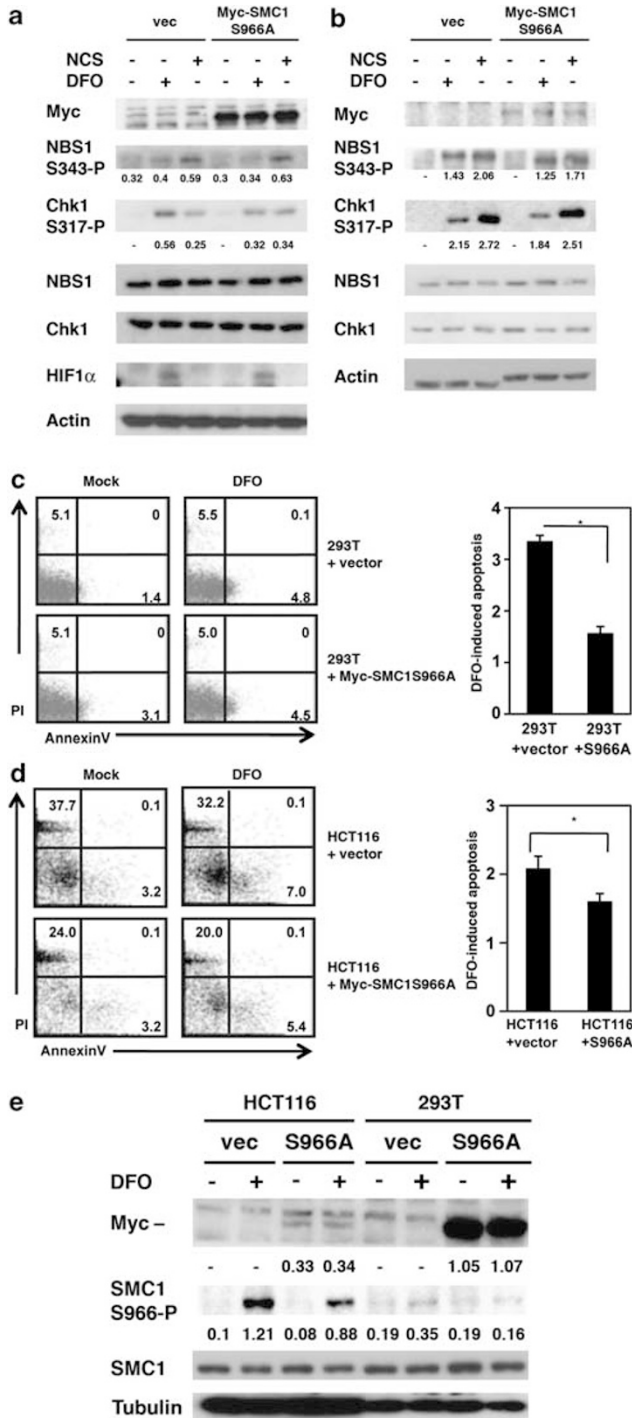 a
vec
Myc-SMC1
S966A
NCS - - + - - +
DFO - + - - + -
Myc
NBS1
S343-P
0.32 0.4 0.59 0.3 0.34 0.63
Chk1
S317-P
- 0.56 0.25 - 0.32 0.34
NBS1
Chk1
HIF1α
Actin
b
vec
Myc-SMC1
S966A
NCS - - + - - +
DFO - + - - + -
Myc
NBS1
S343-P
- 1.43 2.06 - 1.25 1.71
Chk1
S317-P
- 2.15 2.72 - 1.84 2.51
NBS1
Chk1
Actin
c
Mock DFO
5.1 0 5.5 0.1
1.4 4.8
293T
+ vector
5.1 0 5.0 0
3.1 4.5
293T
+ Myc-SMC1S966A
PI
AnnexinV
DFO-induced apoptosis
4
3
2
1
0
*
293T 293T
+vector +S966A
d
Mock DFO
37.7 0.1 32.2 0.1
3.2 7.0
HCT116
+ vector
24.0 0.1 20.0 0.1
3.2 5.4
HCT116
+ Myc-SMC1S966A
PI
AnnexinV
DFO-induced apoptosis
3
2
1
0
*
HCT116 HCT116
+vector +S966A
e
HCT116 293T
vec S966A vec S966A
DFO - + - + - + - +
Myc –
- - 0.33 0.34 - - 1.05 1.07
SMC1
S966-P
0.1 1.21 0.08 0.88 0.19 0.35 0.19 0.16
SMC1
Tubulin